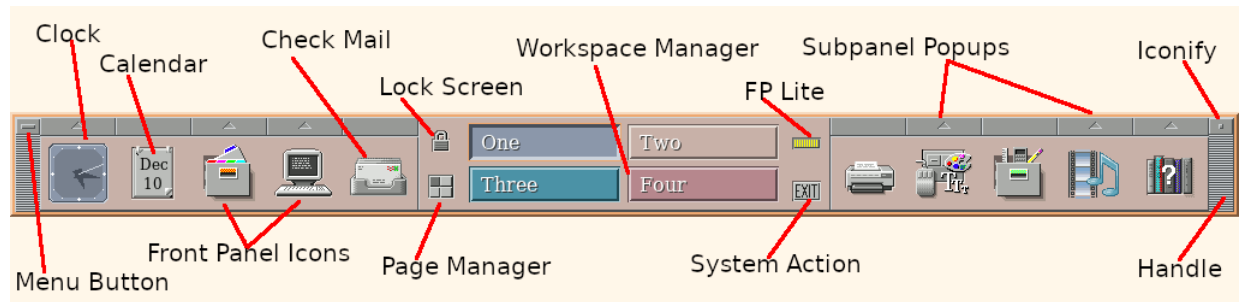 Clock
Calendar
Check Mail
Lock Screen
Workspace Manager
FP Lite
Subpanel Popups
Iconify
Dec
10
One
Two
Three
Four
EXIT
?
Menu Button
Front Panel Icons
Page Manager
System Action
Handle